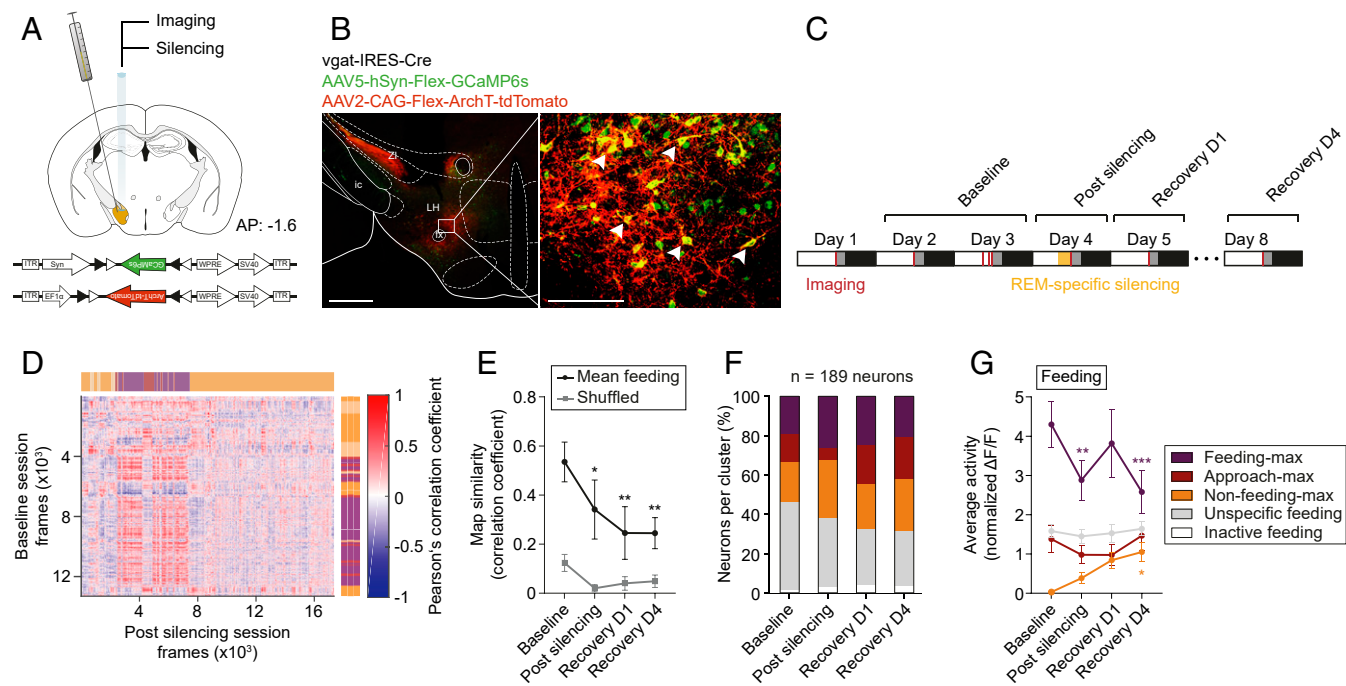 A
Imaging
Silencing
AP: -1.6
ITR Syn GCaMP6s WPRE SV40 ITR
ITR EF1α ArchT-tdTomato WPRE SV40 ITR
B
vgat-IRES-Cre
AAV5-hSyn-Flex-GCaMP6s
AAV2-CAG-Flex-ArchT-tdTomato
ZI
ic
LH
fx
C
Baseline
Post silencing
Recovery D1
Recovery D4
Day 1
Day 2
Day 3
Day 4
Day 5
Day 8
Imaging
REM-specific silencing
D
Baseline session
frames (x10³)
4
8
12
4
8
12
16
Post silencing session
frames (x10³)
1
0.5
0
-0.5
-1
Pearson's correlation coefficient
E
Mean feeding
Shuffled
Map similarity
(correlation coefficient)
0.8
0.6
0.4
0.2
0
*
**
**
Baseline
Post silencing
Recovery D1
Recovery D4
F
n = 189 neurons
Neurons per cluster (%)
100
80
60
40
20
0
Baseline
Post silencing
Recovery D1
Recovery D4
G
Feeding
Average activity
(normalized ΔF/F)
5
4
3
2
1
0
**
***
*
Baseline
Post silencing
Recovery D1
Recovery D4
Feeding-max
Approach-max
Non-feeding-max
Unspecific feeding
Inactive feeding